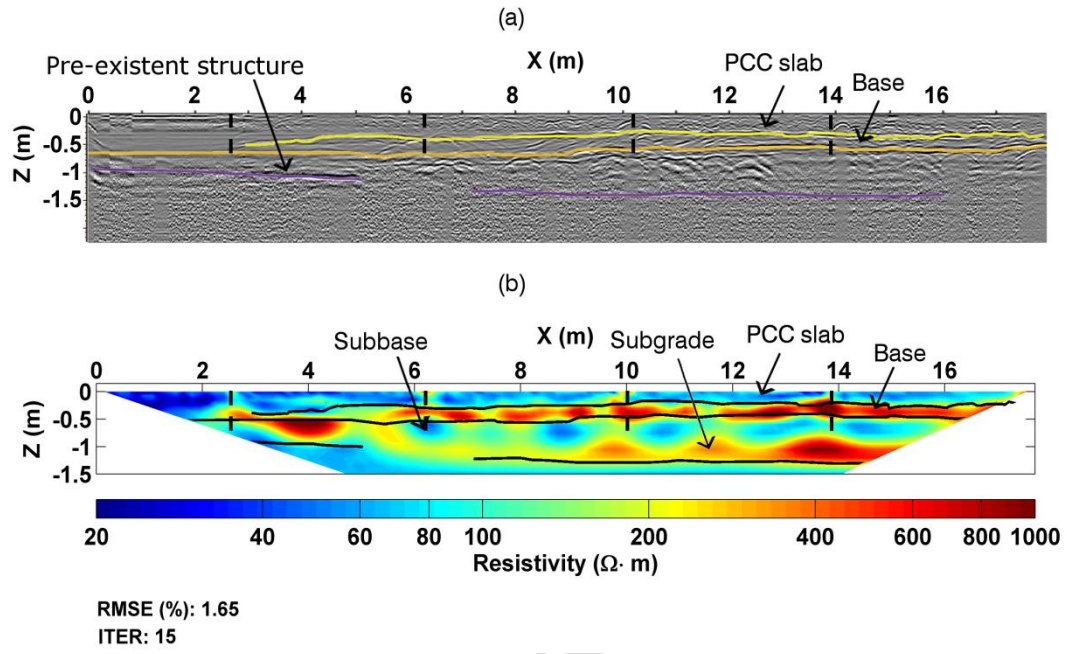 (a)
X (m)
Pre-existent structure
PCC slab
Base
0 2 4 6 8 10 12 14 16
Z (m)
0
-0.5
-1
-1.5
(b)
X (m)
Subbase
Subgrade
PCC slab
Base
0 2 4 6 8 10 12 14 16
Z (m)
0
-0.5
-1.0
-1.5
20 40 60 80 100 200 400 600 800 1000
Resistivity (Ω· m)
RMSE (%): 1.65
ITER: 15